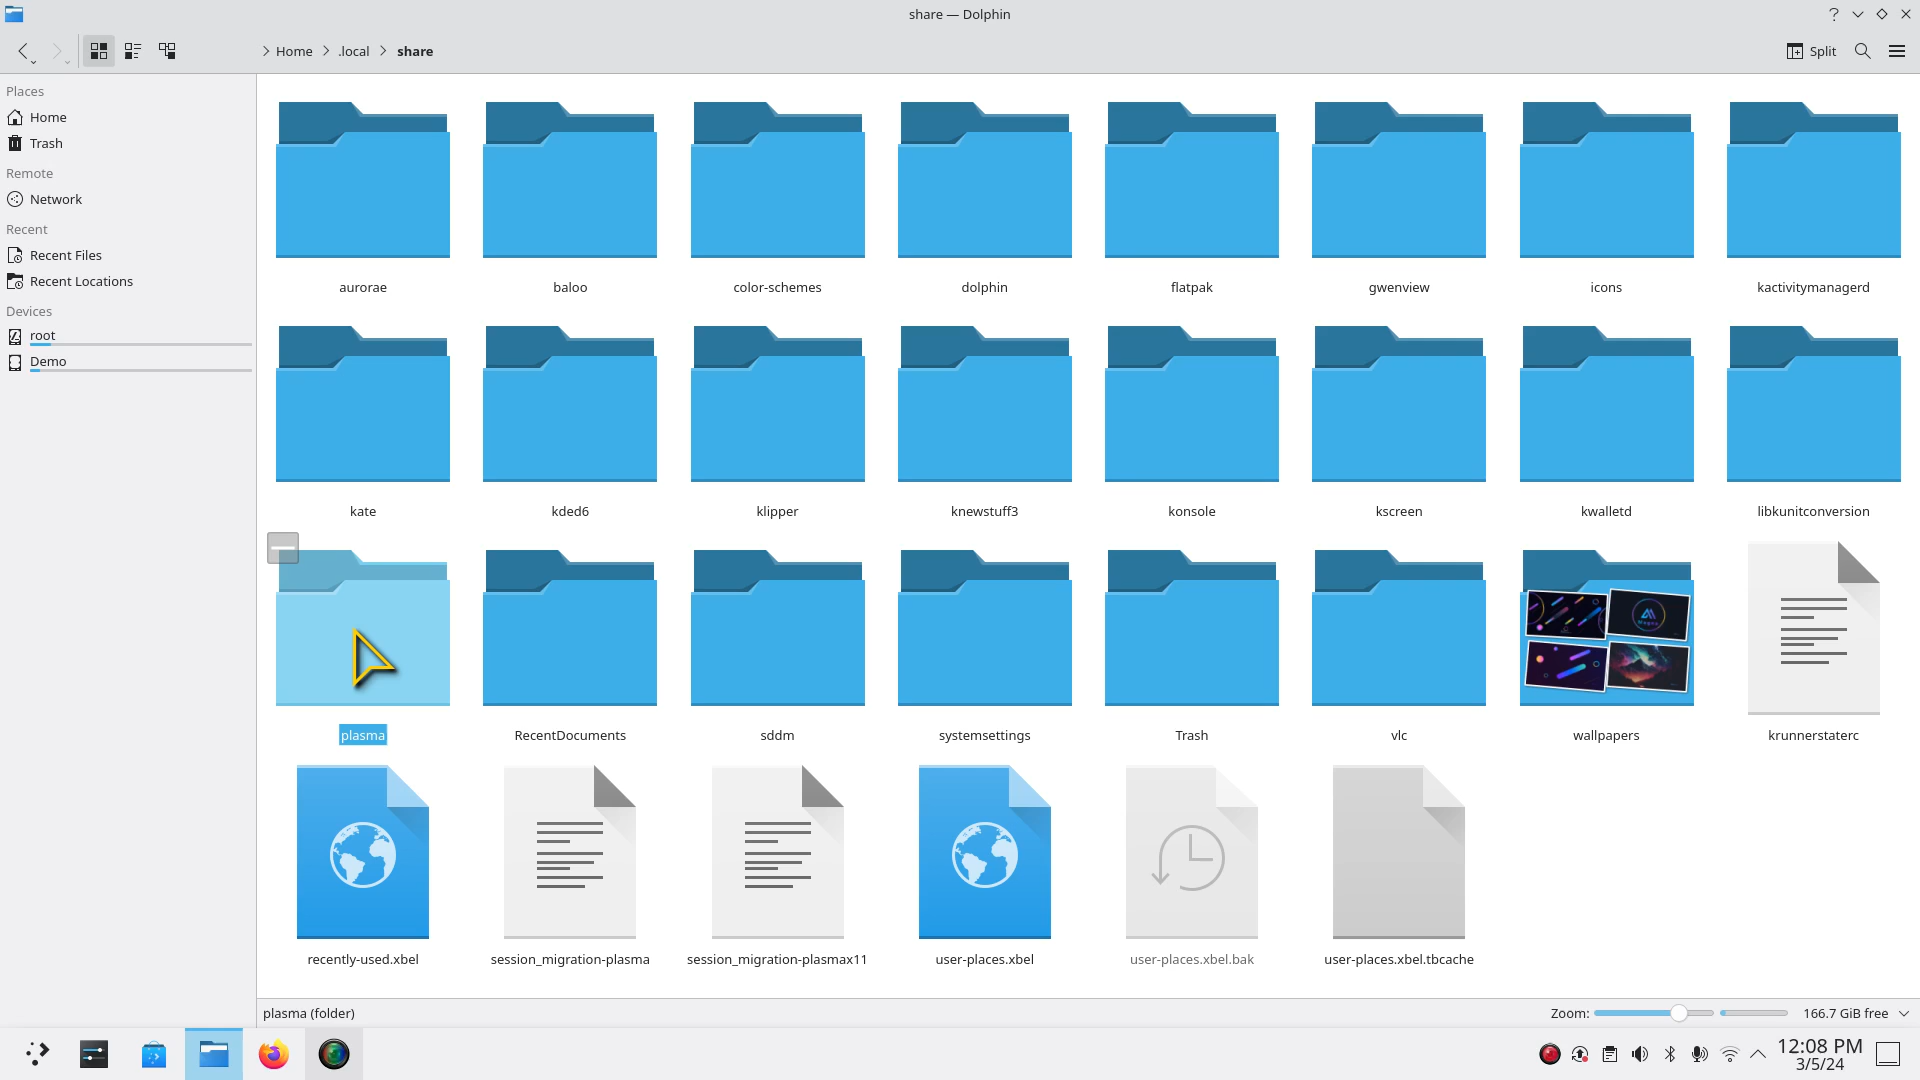 share — Dolphin
Home
.local
share
Split
Places
Home
Trash
Remote
Network
Recent
Recent Files
Recent Locations
Devices
root
Demo
aurorae
baloo
color-schemes
dolphin
flatpak
gwenview
icons
kactivitymanagerd
kate
kded6
klipper
knewstuff3
konsole
kscreen
kwalletd
libkunitconversion
plasma
RecentDocuments
sddm
systemsettings
Trash
vlc
wallpapers
krunnerstaterc
recently-used.xbel
session_migration-plasma
session_migration-plasmax11
user-places.xbel
user-places.xbel.bak
user-places.xbel.tbcache
plasma (folder)
Zoom:
166.7 GiB free
12:08 PM
3/5/24